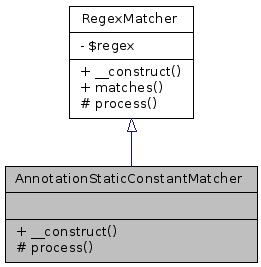 RegexMatcher
- $regex
+ __construct()
+ matches()
# process()
AnnotationStaticConstantMatcher
+ __construct()
# process()